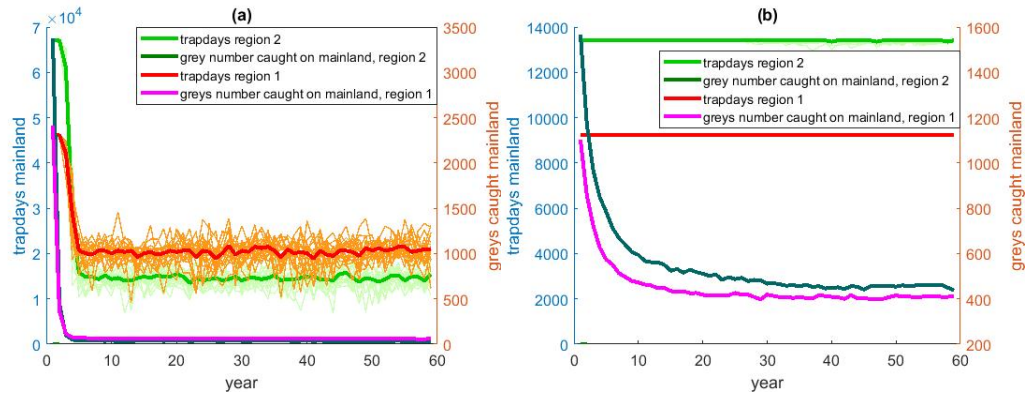 (a)
×10⁴
trapdays region 2
grey number caught on mainland, region 2
trapdays region 1
greys number caught on mainland, region 1
7
6
5
4
3
2
1
0
trapdays mainland
3500
3000
2500
2000
1500
1000
500
0
greys caught mainland
0 10 20 30 40 50 60
year
(b)
trapdays region 2
grey number caught on mainland, region 2
trapdays region 1
greys number caught on mainland, region 1
14000
12000
10000
8000
6000
4000
2000
0
trapdays mainland
1600
1400
1200
1000
800
600
400
200
greys caught mainland
0 10 20 30 40 50 60
year